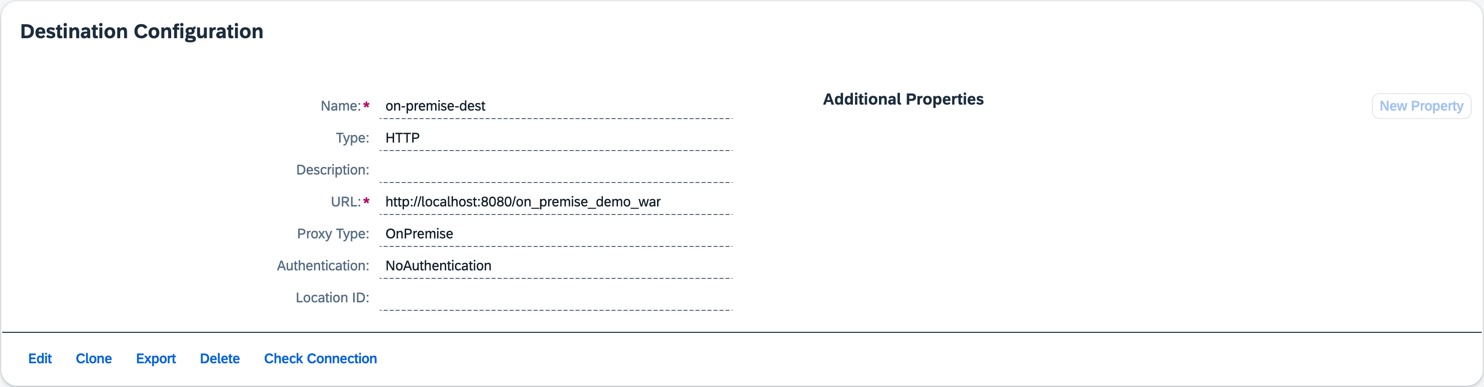 Destination Configuration
Name:* on-premise-dest
Type: HTTP
Description:
URL:* http://localhost:8080/on_premise_demo_war
Proxy Type: OnPremise
Authentication: NoAuthentication
Location ID:
Additional Properties
New Property
Edit Clone Export Delete Check Connection